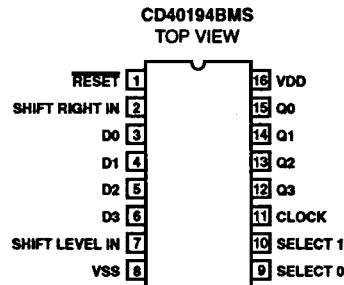 CD40194BMS
TOP VIEW
RESET 1 16 VDD
SHIFT RIGHT IN 2 15 Q0
D0 3 14 Q1
D1 4 13 Q2
D2 5 12 Q3
D3 6 11 CLOCK
SHIFT LEVEL IN 7 10 SELECT 1
VSS 8 9 SELECT 0